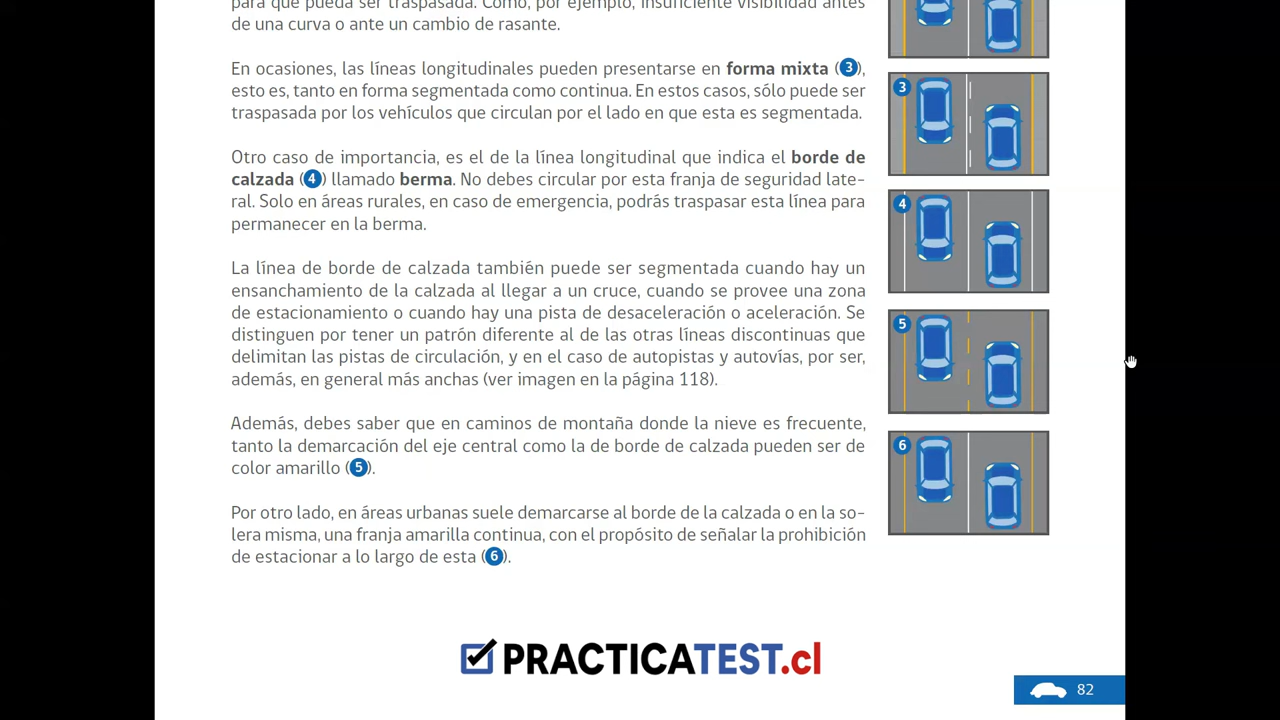 para que pueda ser traspasada. Como, por ejemplo, insuficiente visibilidad antes
de una curva o ante un cambio de rasante.
En ocasiones, las líneas longitudinales pueden presentarse en forma mixta (3),
esto es, tanto en forma segmentada como continua. En estos casos, sólo puede ser
traspasada por los vehículos que circulan por el lado en que esta es segmentada.
Otro caso de importancia, es el de la línea longitudinal que indica el borde de
calzada (4) llamado berma. No debes circular por esta franja de seguridad late-
ral. Solo en áreas rurales, en caso de emergencia, podrás traspasar esta línea para
permanecer en la berma.
La línea de borde de calzada también puede ser segmentada cuando hay un
ensanchamiento de la calzada al llegar a un cruce, cuando se provee una zona
de estacionamiento o cuando hay una pista de desaceleración o aceleración. Se
distinguen por tener un patrón diferente al de las otras líneas discontinuas que
delimitan las pistas de circulación, y en el caso de autopistas y autovías, por ser,
además, en general más anchas (ver imagen en la página 118).
Además, debes saber que en caminos de montaña donde la nieve es frecuente,
tanto la demarcación del eje central como la de borde de calzada pueden ser de
color amarillo (5).
Por otro lado, en áreas urbanas suele demarcarse al borde de la calzada o en la so-
lera misma, una franja amarilla continua, con el propósito de señalar la prohibición
de estacionar a lo largo de esta (6).
3
4
5
6
PRACTICATEST.cl
82